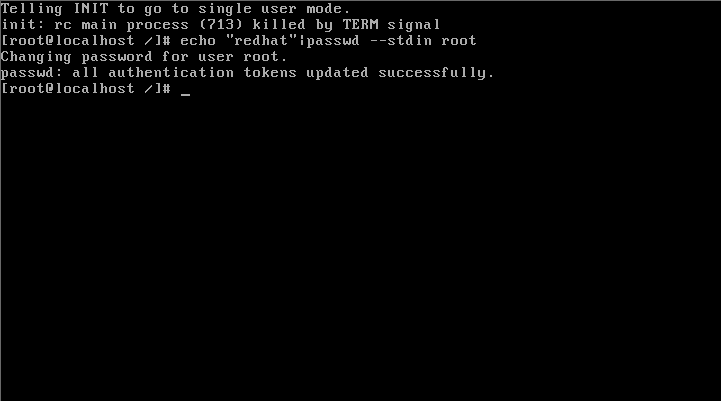 Telling INIT to go to single user mode.
init: rc main process (713) killed by TERM signal
[root@localhost /]# echo "redhat"|passwd --stdin root
Changing password for user root.
passwd: all authentication tokens updated successfully.
[root@localhost /]# _